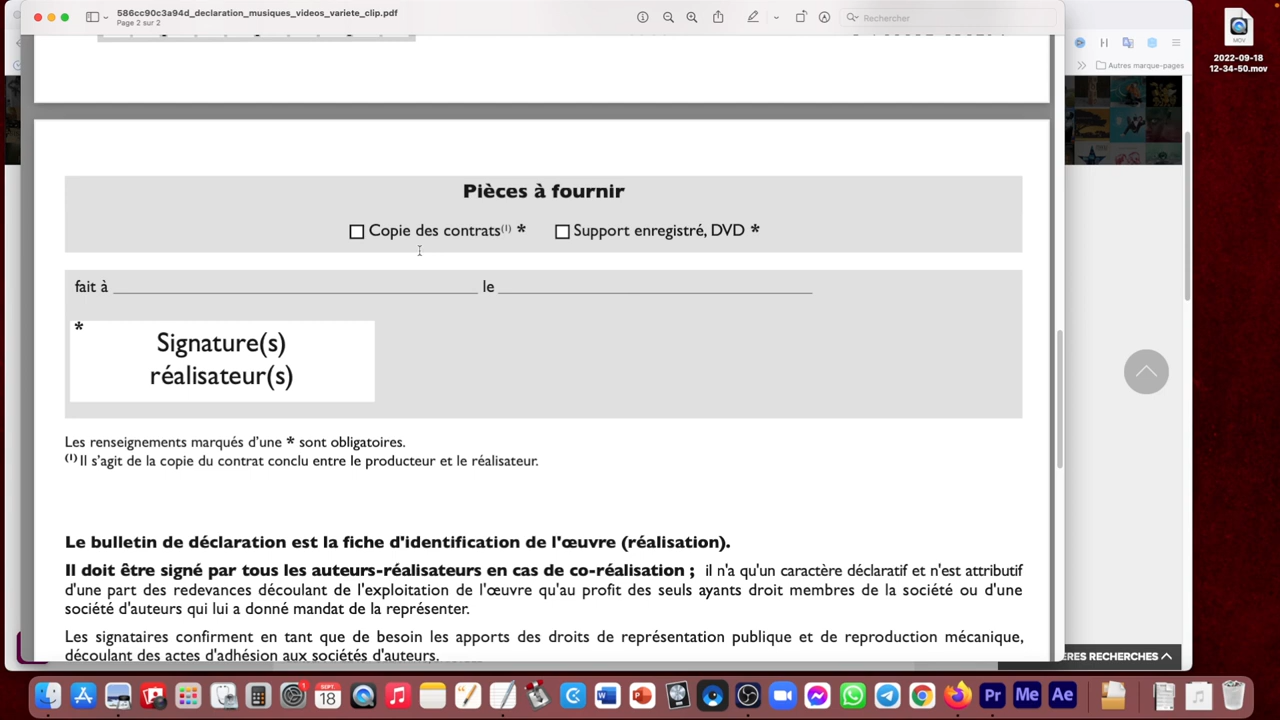 586cc90c3a94d_declaration_musiques_videos_variete_clip.pdf
Page 2 sur 2
Rechercher
Autres marque-pages
MOV
2022-09-18
12-34-50.mov
Pièces à fournir
Copie des contrats(1) * Support enregistré, DVD *
fait à ______ le ______
*
Signature(s)
réalisateur(s)
Les renseignements marqués d'une * sont obligatoires.
(1) Il s'agit de la copie du contrat conclu entre le producteur et le réalisateur.
Le bulletin de déclaration est la fiche d'identification de l'œuvre (réalisation).
Il doit être signé par tous les auteurs-réalisateurs en cas de co-réalisation ; il n'a qu'un caractère déclaratif et n'est attributif
d'une part des redevances découlant de l'exploitation de l'œuvre qu'au profit des seuls ayants droit membres de la société ou d'une
société d'auteurs qui lui a donné mandat de la représenter.
Les signataires confirment en tant que de besoin les apports des droits de représentation publique et de reproduction mécanique,
découlant des actes d'adhésion aux sociétés d'auteurs.
RECHERCHES
SEPT.
18
W
P
Pr
Me
Ae